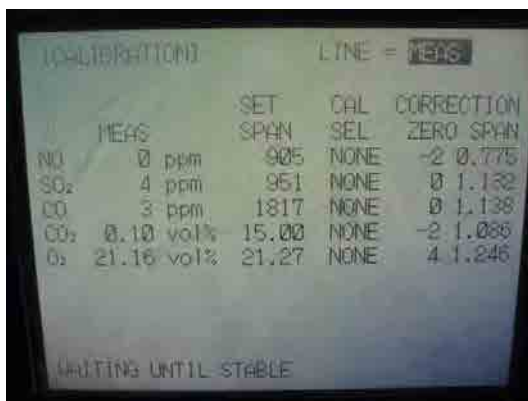 [CALIBRATION] LINE = MEAS
SET CAL CORRECTION
MEAS SPAN SEL ZERO SPAN
NO 0 ppm 905 NONE -2 0.775
SO₂ 4 ppm 951 NONE 0 1.132
CO 3 ppm 1817 NONE 0 1.138
CO₂ 0.10 vol% 15.00 NONE -2 1.086
O₂ 21.16 vol% 21.27 NONE 4 1.246
WAITING UNTIL STABLE